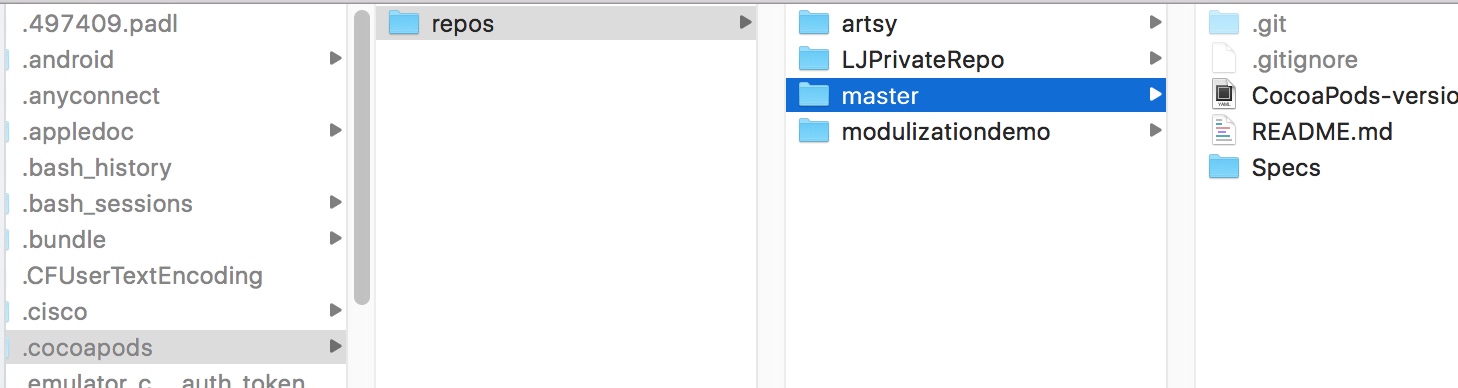 .497409.padl
.android
.anyconnect
.appledoc
.bash_history
.bash_sessions
.bundle
.CFUserTextEncoding
.cisco
.cocoapods
.emulator_c
auth_token
repos
artsy
LJPrivateRepo
master
modulizationdemo
.git
.gitignore
YAML
CocoaPods-versio
README.md
Specs